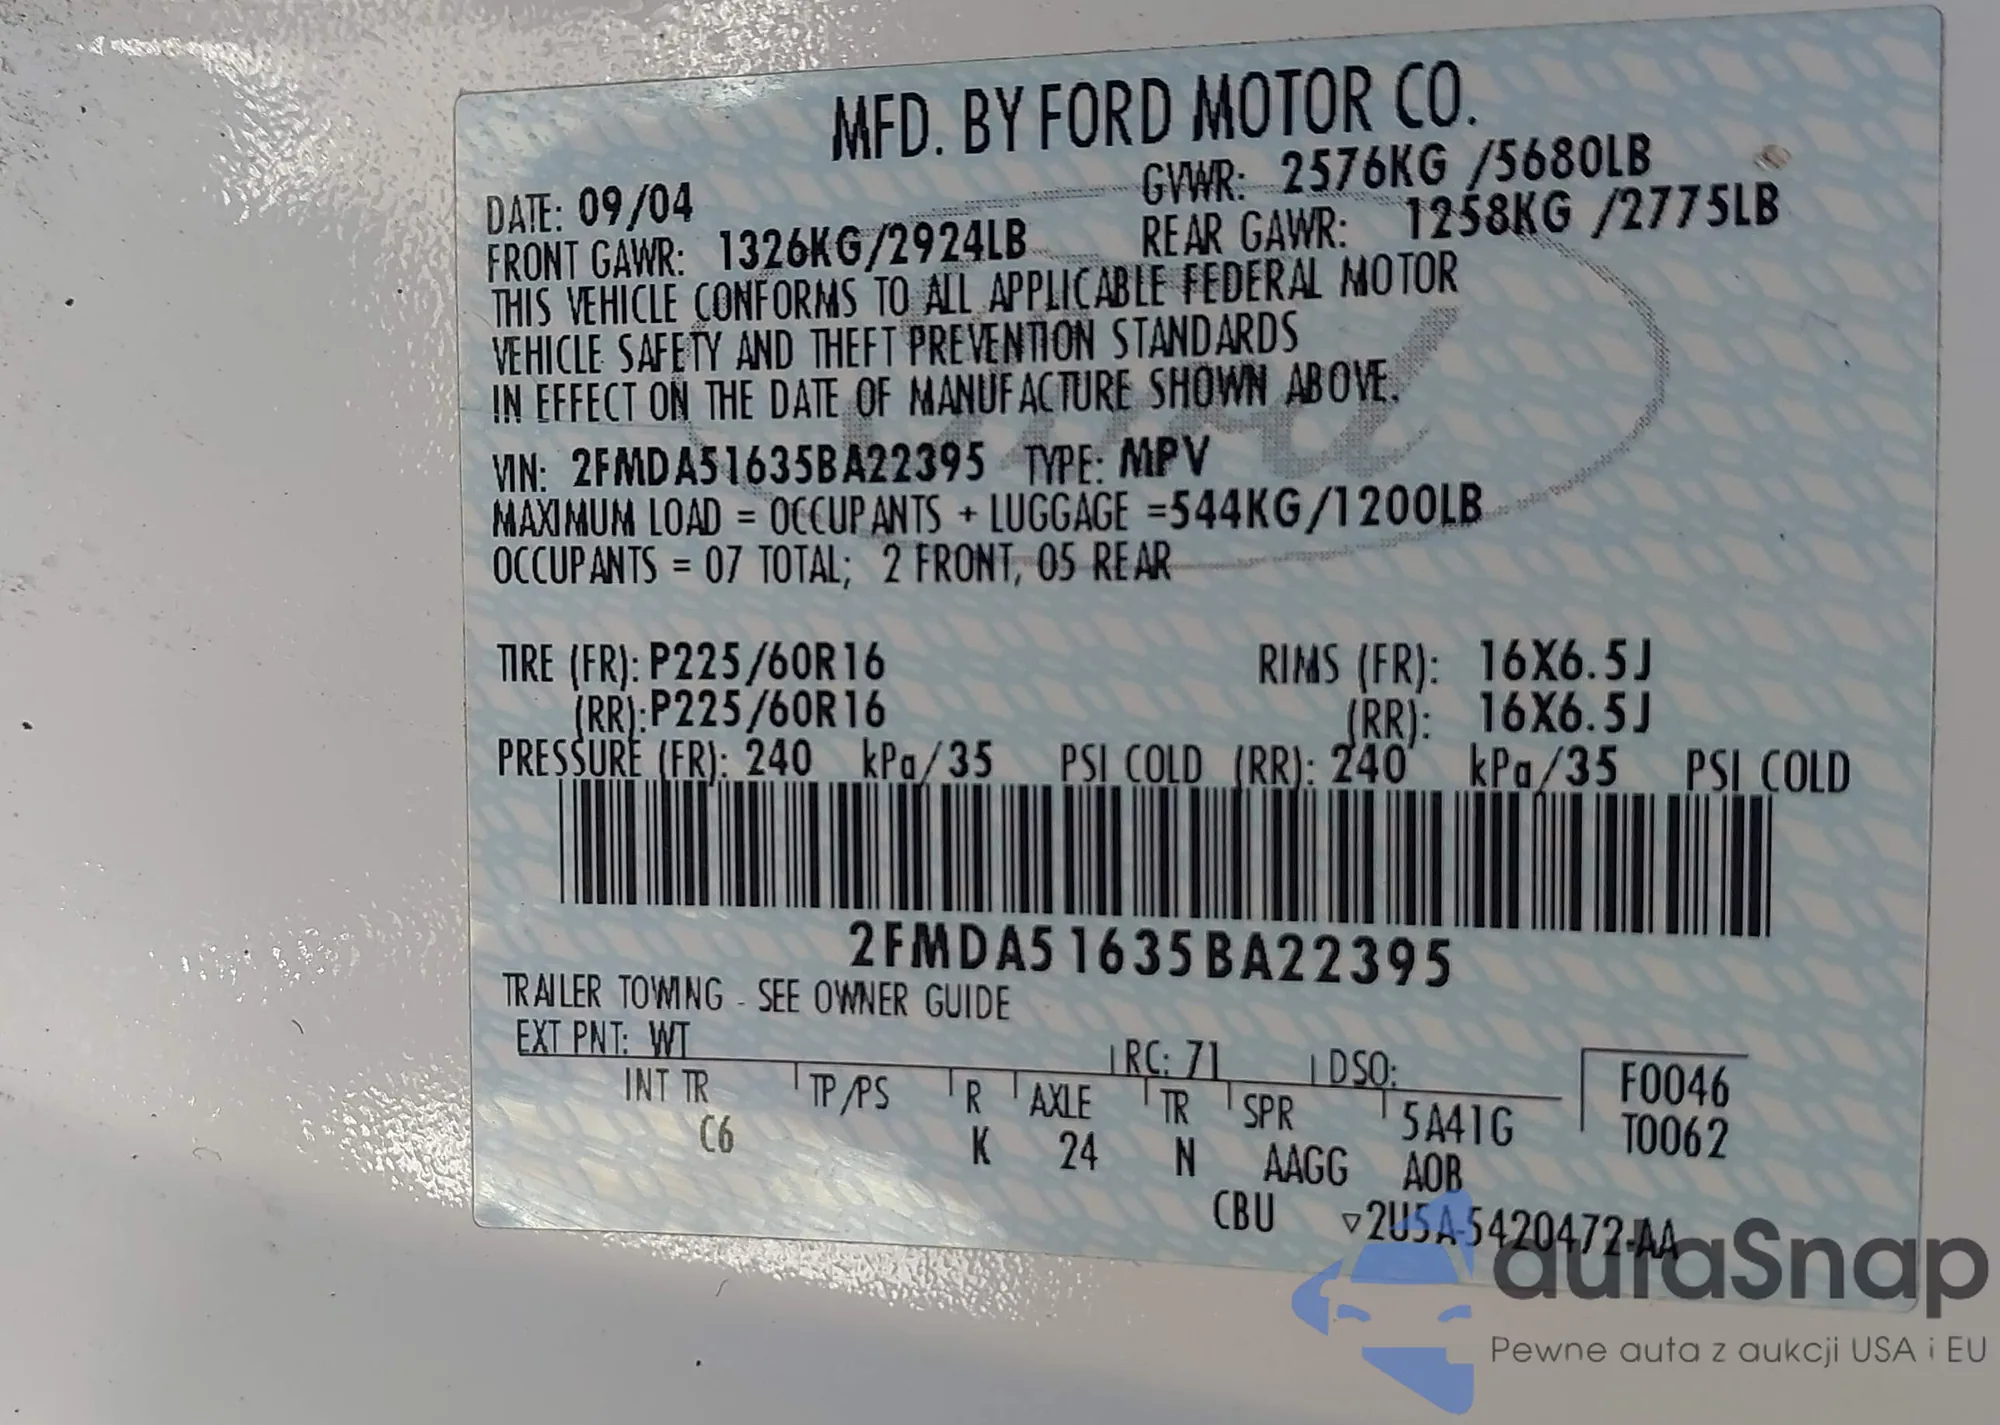 MFD. BY FORD MOTOR CO.
DATE: 09/04 GVWR: 2576KG /5680LB
FRONT GAWR: 1326KG/2924LB REAR GAWR: 1258KG /2775LB
THIS VEHICLE CONFORMS TO ALL APPLICABLE FEDERAL MOTOR
VEHICLE SAFETY AND THEFT PREVENTION STANDARDS
IN EFFECT ON THE DATE OF MANUFACTURE SHOWN ABOVE.
VIN: 2FMDA51635BA22395 TYPE: MPV
MAXIMUM LOAD = OCCUPANTS + LUGGAGE =544KG/1200LB
OCCUPANTS = 07 TOTAL; 2 FRONT, 05 REAR
TIRE (FR): P225/60R16 RIMS (FR): 16X6.5J
(RR): P225/60R16 (RR): 16X6.5J
PRESSURE (FR): 240 kPa/35 PSI COLD (RR): 240 kPa/35 PSI COLD
2FMDA51635BA22395
TRAILER TOWING - SEE OWNER GUIDE
EXT PNT: WT RC: 71 DSO: F0046
INT TR TP/PS R AXLE TR SPR 5A41G T0062
C6 K 24 N AAGG A0B
CBU ▽2U5A-5420472-AA
auraSnap
Pewne auta z aukcji USA i EU